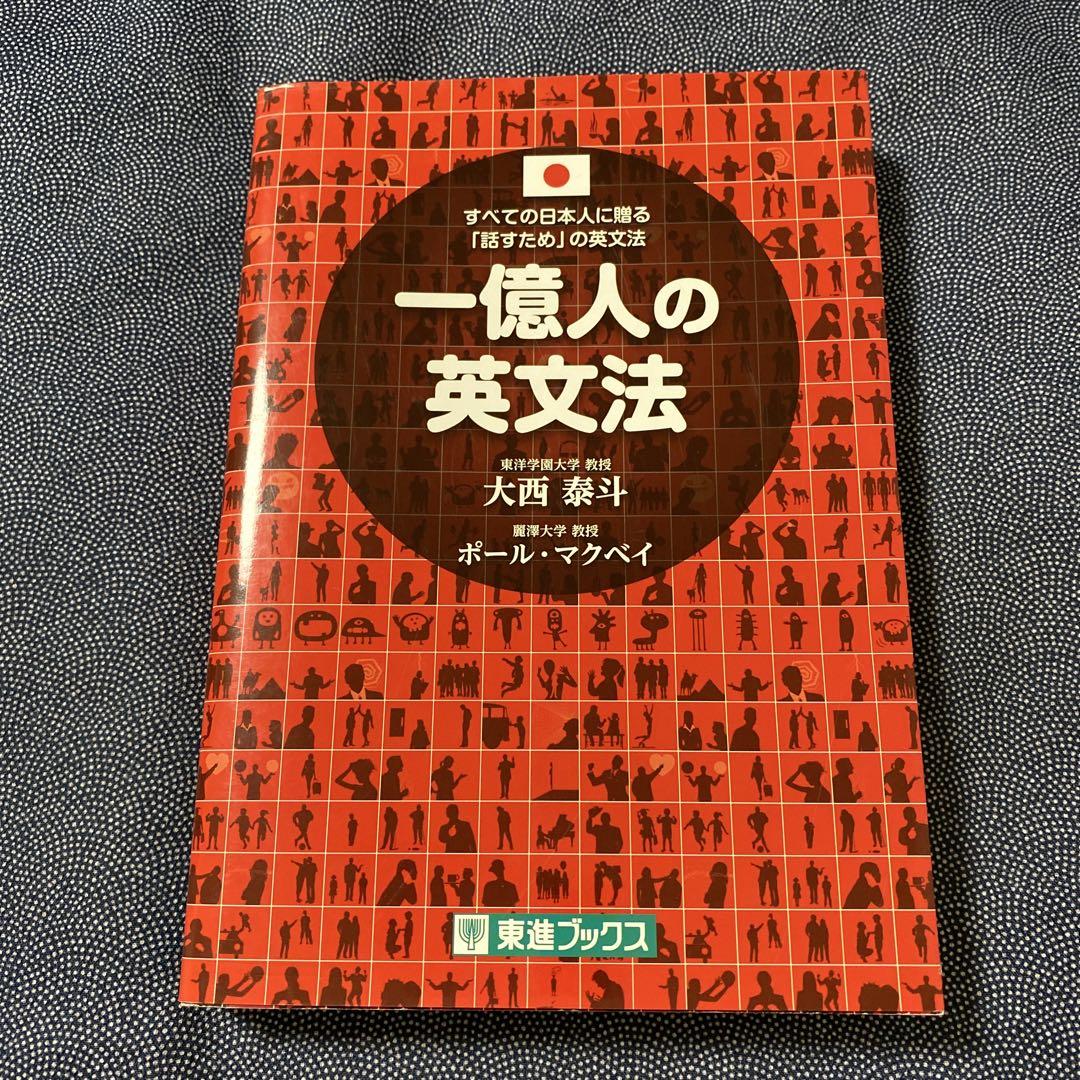 すべての日本人に贈る
「話すため」の英文法
一億人の
英文法
東洋学園大学 教授
大西 泰斗
麗澤大学 教授
ポール・マクベイ
東進ブックス